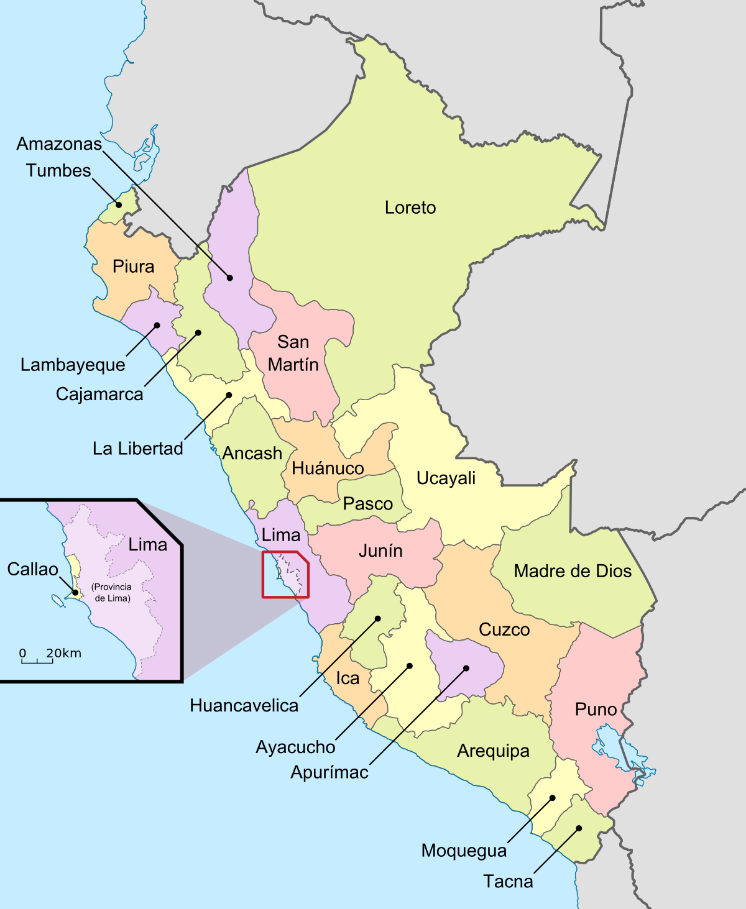 Amazonas
Tumbes
Loreto
Piura
San
Martín
Lambayeque
Cajamarca
La Libertad
Ancash
Huánuco
Ucayali
Pasco
Lima
Junín
Lima
Callao
(Provincia
de Lima)
0 20km
Madre de Dios
Cuzco
Ica
Huancavelica
Puno
Ayacucho
Arequipa
Apurímac
Moquegua
Tacna